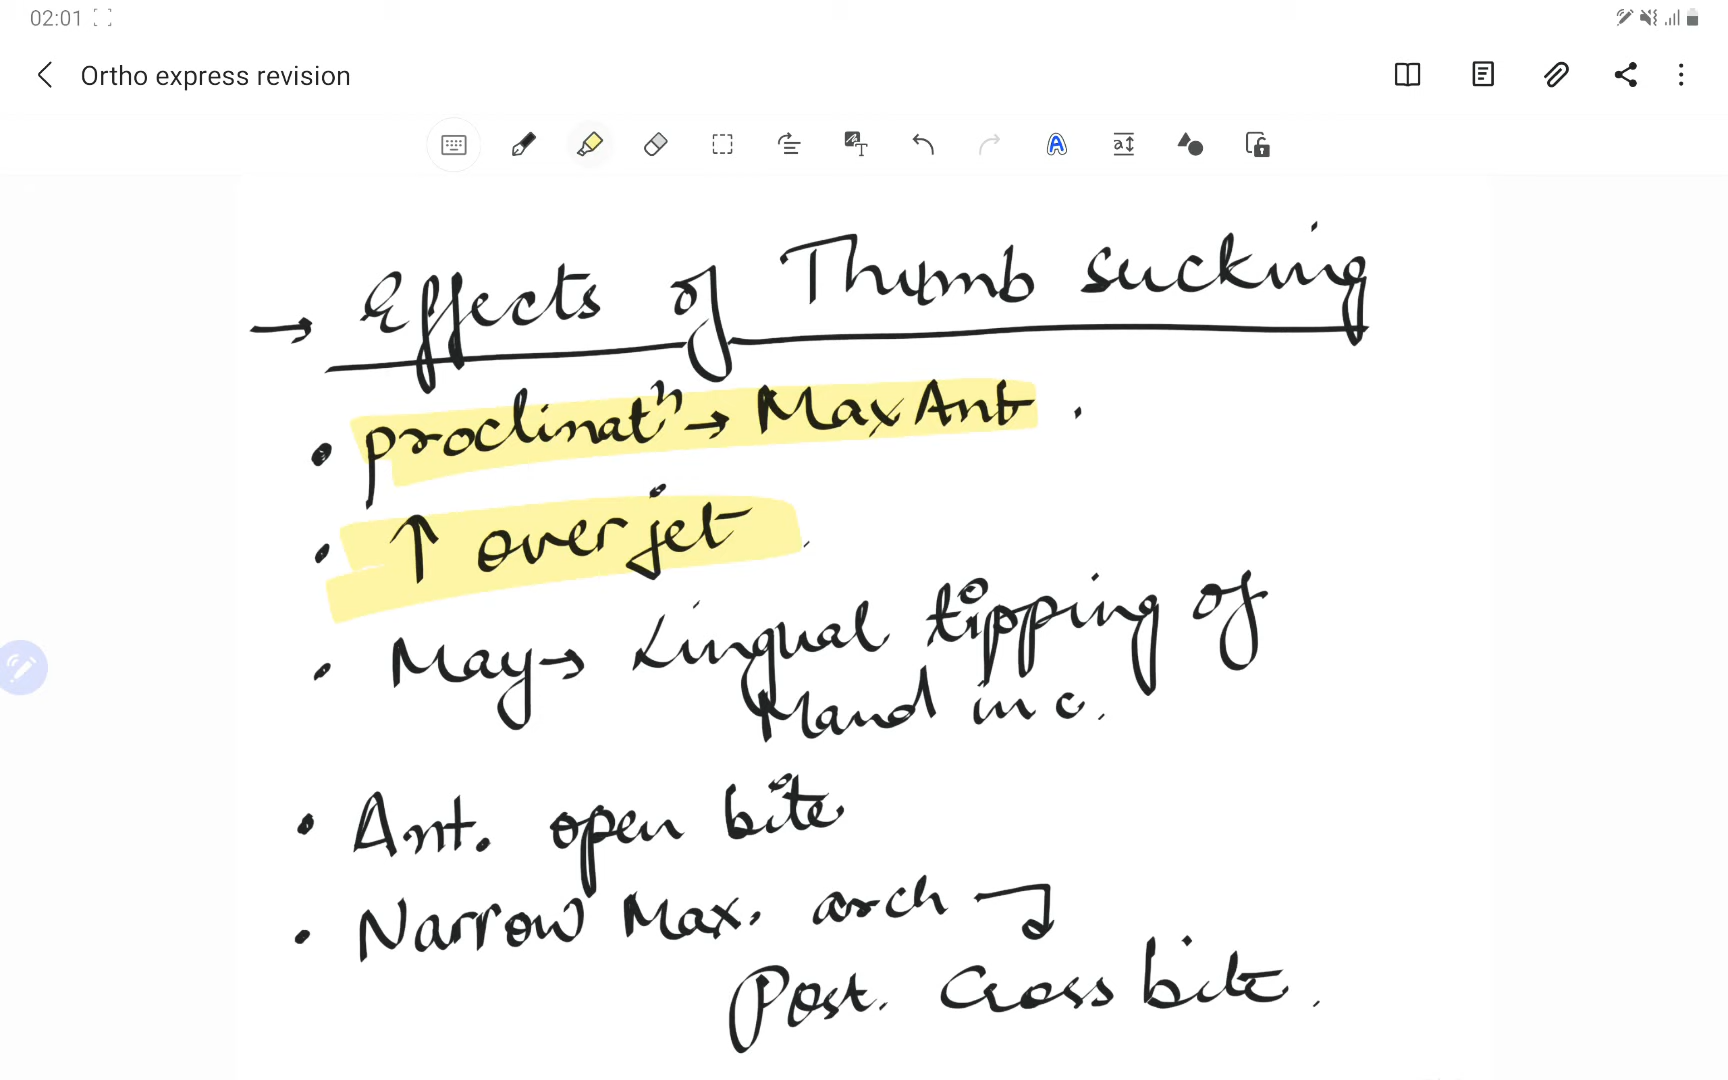 02:01
Ortho express revision
→ Effects of Thumb sucking
• proclinatⁿ → Max Ant.
• ↑ overjet.
• May → Lingual tipping of
Mand inc.
• Ant. open bite
• Narrow Max. arch →
Post. Cross bite.